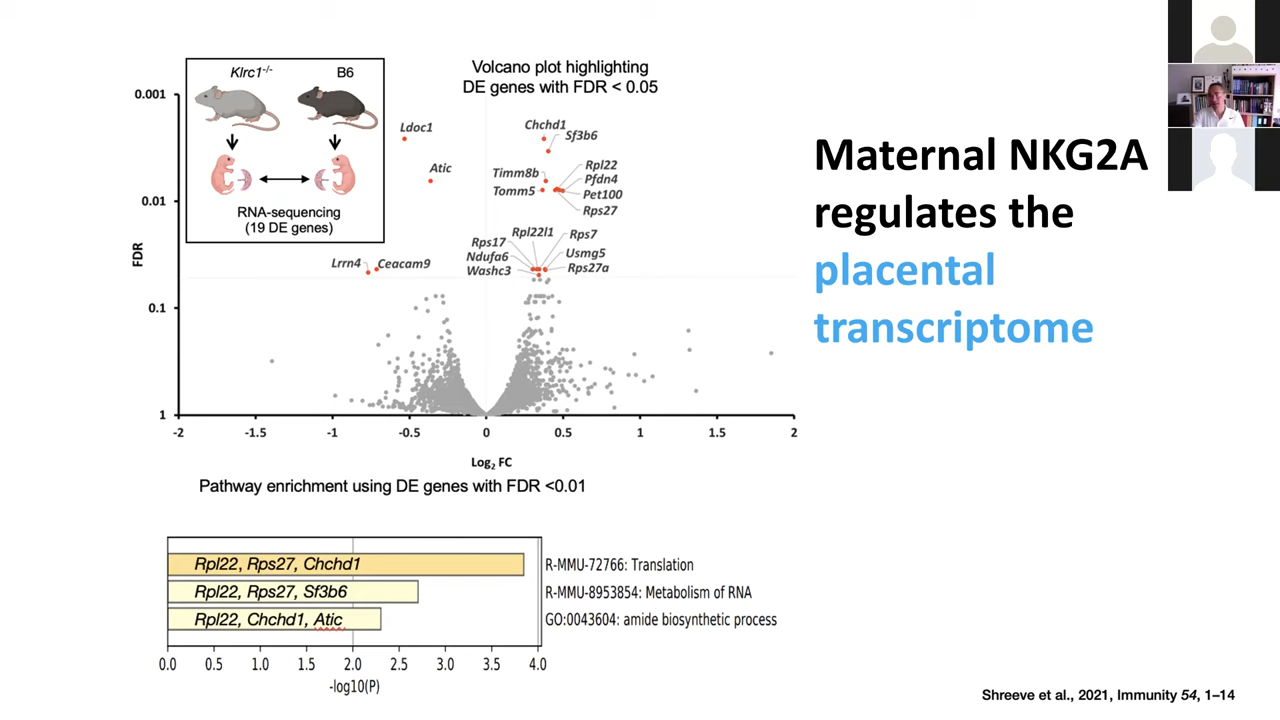 Klrc1-/-
B6
RNA-sequencing
(19 DE genes)
Volcano plot highlighting
DE genes with FDR < 0.05
Maternal NKG2A
regulates the
placental
transcriptome
FDR
0.001
0.01
0.1
1
Ldoc1
Atic
Lrrn4
Ceacam9
Chchd1
Sf3b6
Timm8b
Tomm5
Rpl22
Pfdn4
Pet100
Rps27
Rps17
Rpl22l1
Rps7
Ndufa6
Usmg5
Washc3
Rps27a
-2 -1.5 -1 -0.5 0 0.5 1 1.5 2
Log2 FC
Pathway enrichment using DE genes with FDR <0.01
Rpl22, Rps27, Chchd1 R-MMU-72766: Translation
Rpl22, Rps27, Sf3b6 R-MMU-8953854: Metabolism of RNA
Rpl22, Chchd1, Atic GO:0043604: amide biosynthetic process
0.0 0.5 1.0 1.5 2.0 2.5 3.0 3.5 4.0
-log10(P)
Shreeve et al., 2021, Immunity 54, 1–14